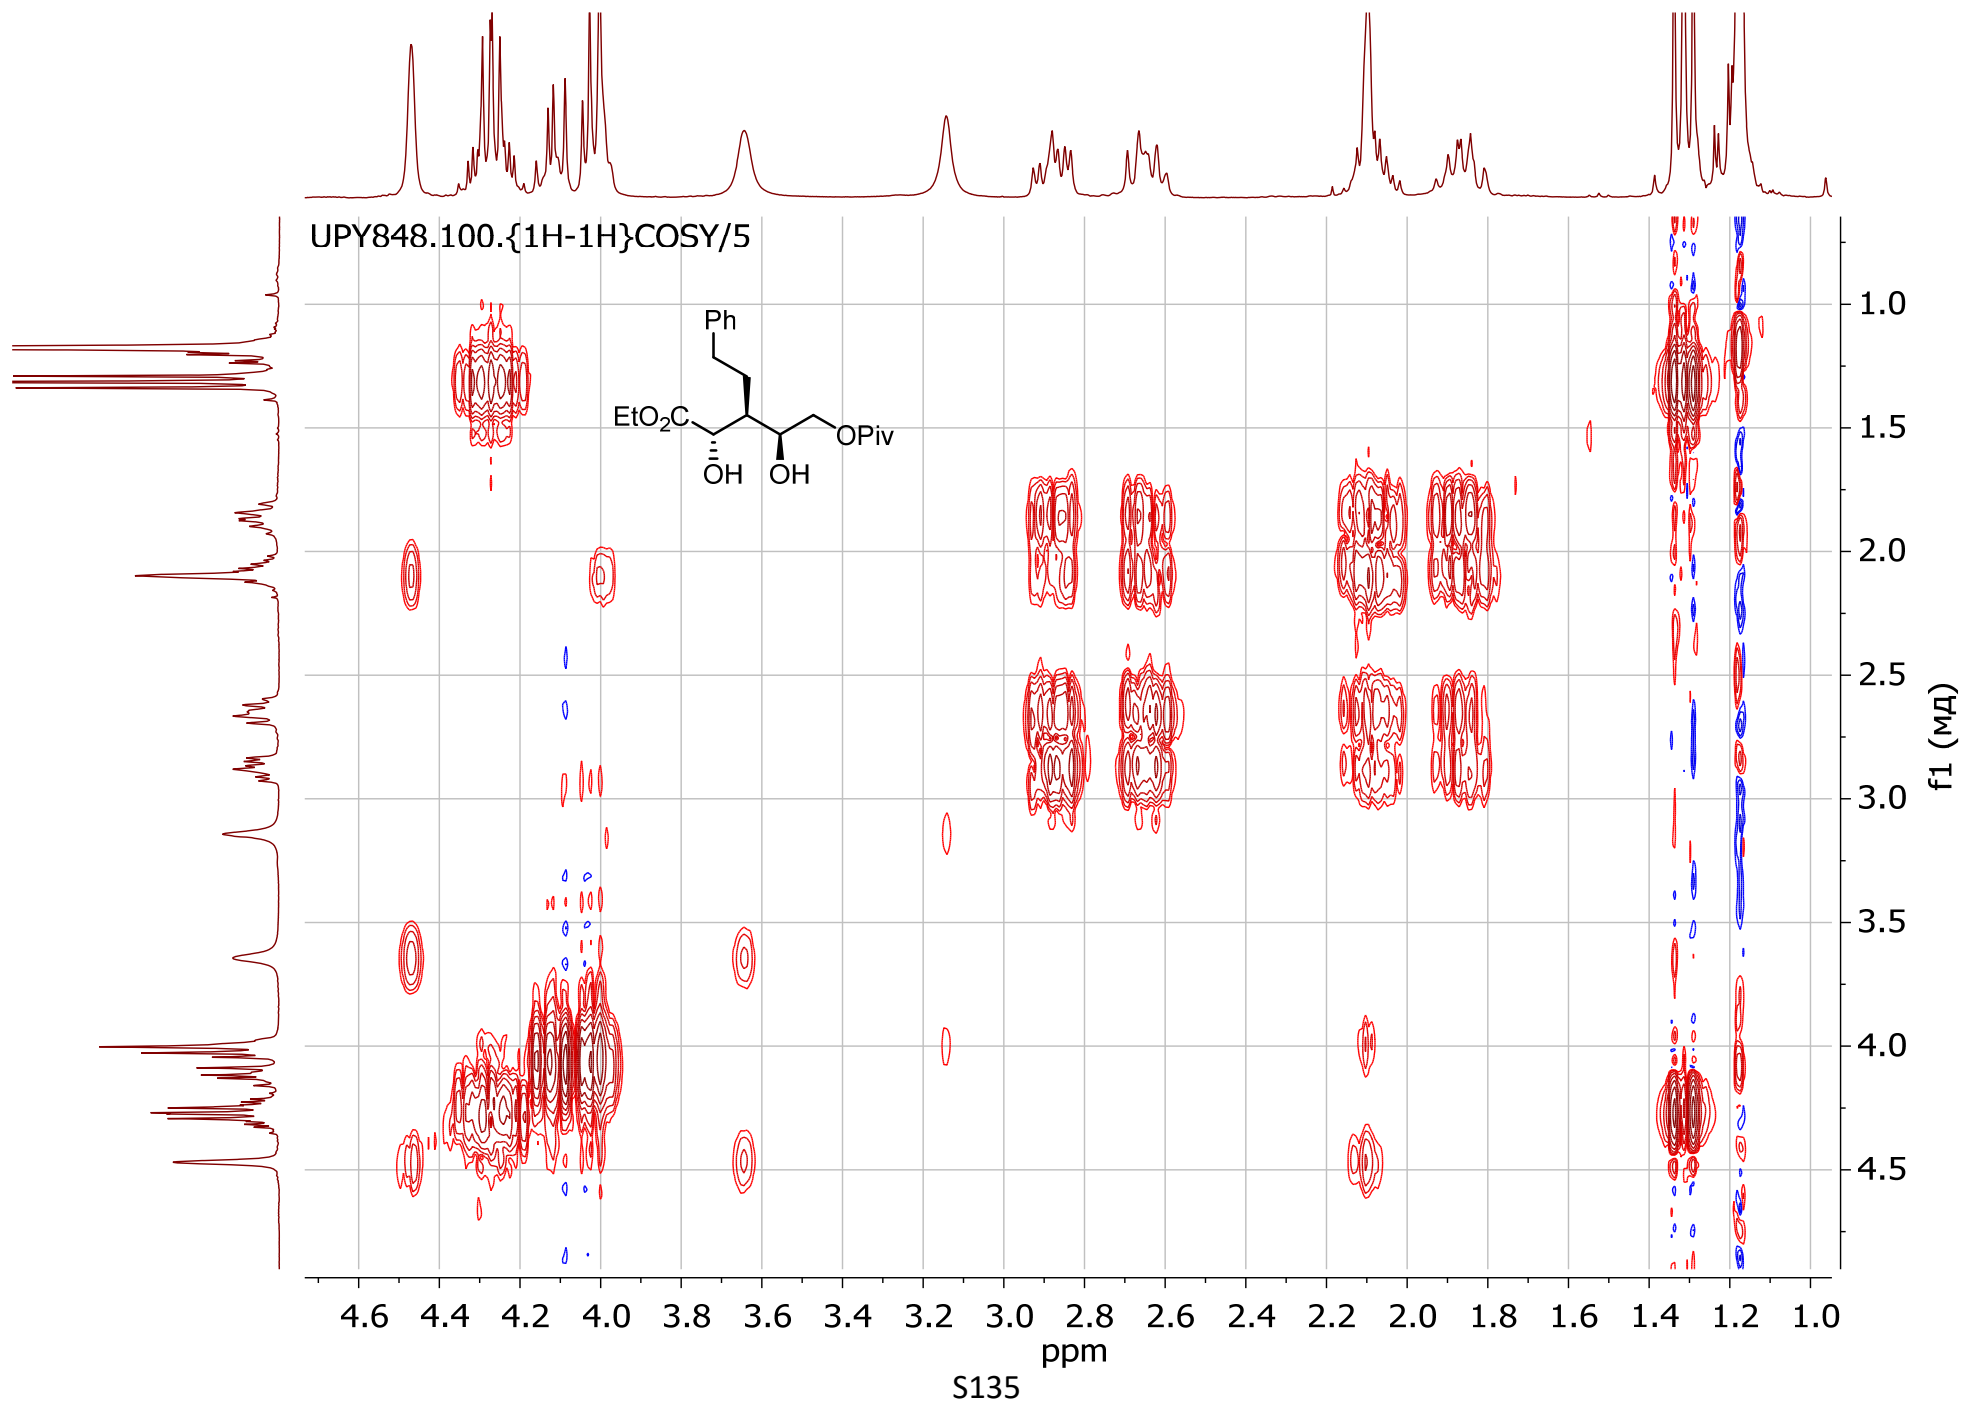 UPY848.100.{1H-1H}COSY/5
Ph
EtO2C
OPiv
OH OH
1.0
1.5
2.0
2.5
3.0
3.5
4.0
4.5
f1 (мд)
4.6 4.4 4.2 4.0 3.8 3.6 3.4 3.2 3.0 2.8 2.6 2.4 2.2 2.0 1.8 1.6 1.4 1.2 1.0
ppm
S135